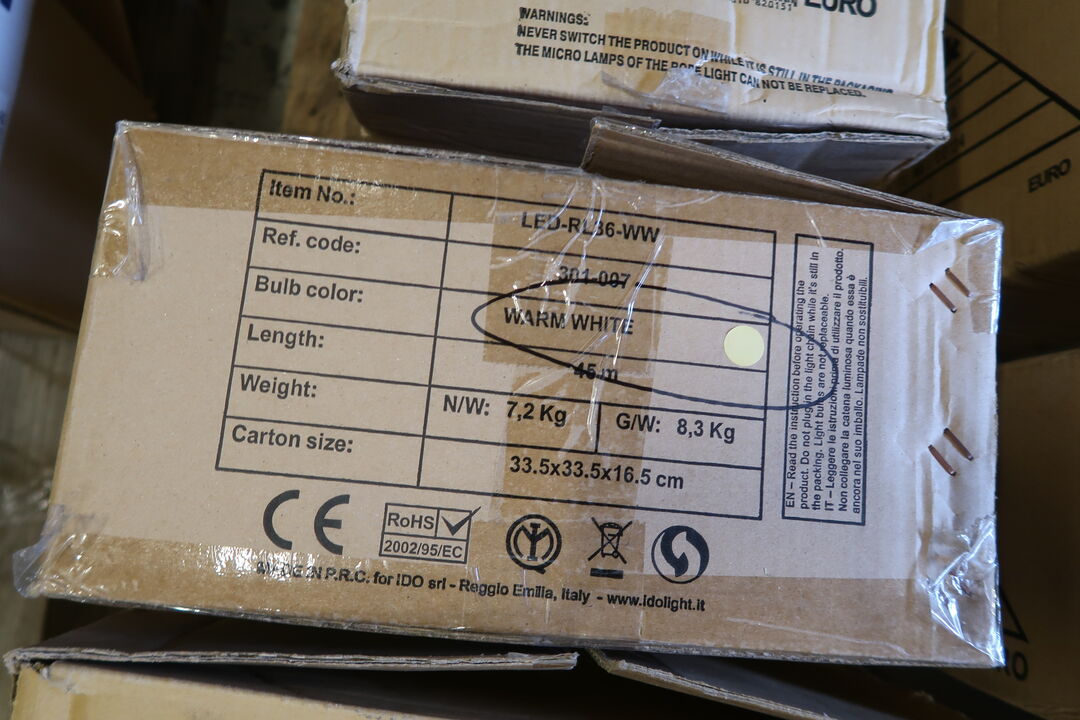 EURO
WARNINGS:
NEVER SWITCH THE PRODUCT ON WHILE IT IS STILL IN THE PACKAGING
THE MICRO LAMPS OF THE ROPE LIGHT CAN NOT BE REPLACED.
EURO
Item No.: LED-RL36-WW
Ref. code: 301-007
Bulb color: WARM WHITE
Length: 45 m
Weight: N/W: 7,2 Kg G/W: 8,3 Kg
Carton size: 33.5x33.5x16.5 cm
EN – Read the instruction before operating the
product. Do not plug in the light chain while it's still in
the packing. Light bulbs are not replaceable.
IT – Leggere le istruzioni prima di utilizzare il prodotto
Non collegare la catena luminosa quando essa è
ancora nel suo imballo. Lampade non sostituibili.
CE
RoHS
2002/95/EC
MADE IN P.R.C. for IDO srl - Reggio Emilia, Italy - www.idolight.it